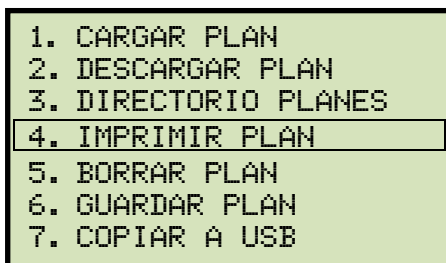 1. CARGAR PLAN
2. DESCARGAR PLAN
3. DIRECTORIO PLANES
4. IMPRIMIR PLAN
5. BORRAR PLAN
6. GUARDAR PLAN
7. COPIAR A USB